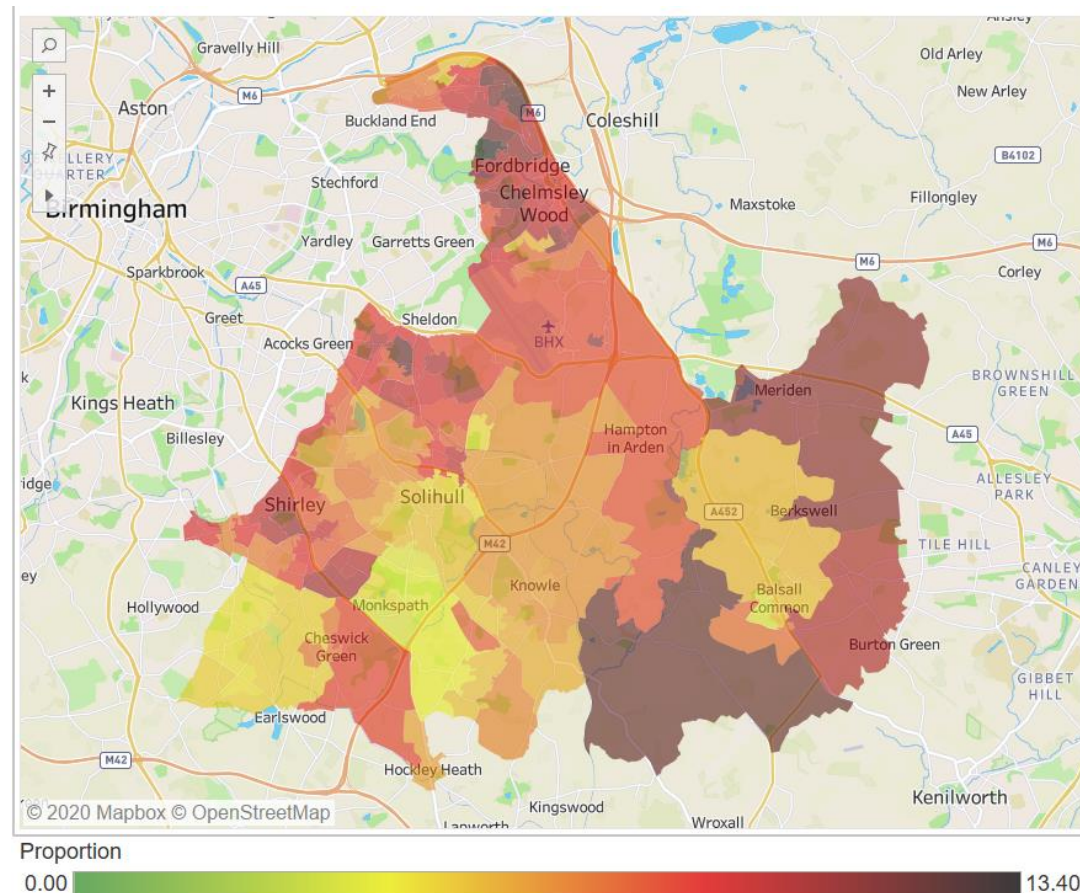 Ansley
Gravelly Hill
Old Arley
New Arley
M6
Aston
Buckland End
M6
Coleshill
B4102
Fordbridge
Stechford
Chelmsley
Wood
Maxstoke
Fillongley
Birmingham
Yardley
Garretts Green
M6
M6
Sparkbrook
Corley
A45
Greet
Sheldon
BHX
Acocks Green
BROWNSHILL
GREEN
Meriden
Kings Heath
Hampton
in Arden
A45
Billesley
ALLESLEY
PARK
Solihull
Shirley
A452
Berkswell
M42
TILE HILL
CANLEY
GARDEN
Knowle
Balsall
Common
Hollywood
Monkspath
Cheswick
Green
Burton Green
GIBBET
HILL
Earlswood
M42
Hockley Heath
Kenilworth
Kingswood
© 2020 Mapbox © OpenStreetMap
Lapworth
Wroxall
Proportion
0.00
13.40